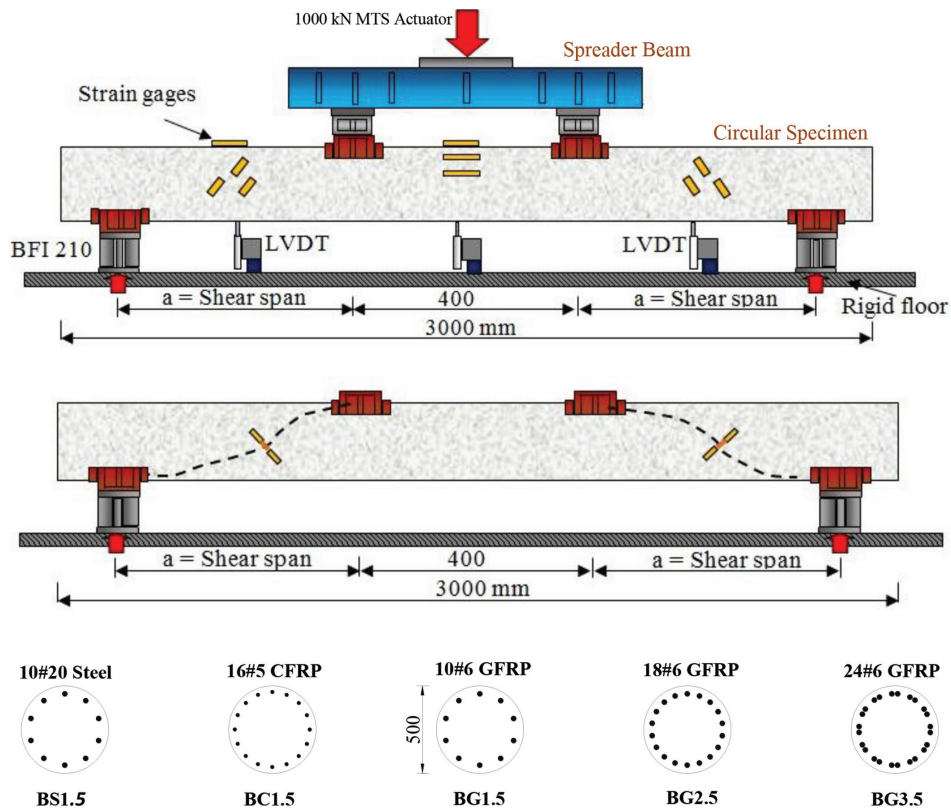 1000 kN MTS Actuator
Spreader Beam
Strain gages
Circular Specimen
BFI 210
LVDT
LVDT
a = Shear span
400
a = Shear span
Rigid floor
3000 mm
a = Shear span
400
a = Shear span
3000 mm
10#20 Steel
16#5 CFRP
10#6 GFRP
18#6 GFRP
24#6 GFRP
500
BS1.5
BC1.5
BG1.5
BG2.5
BG3.5